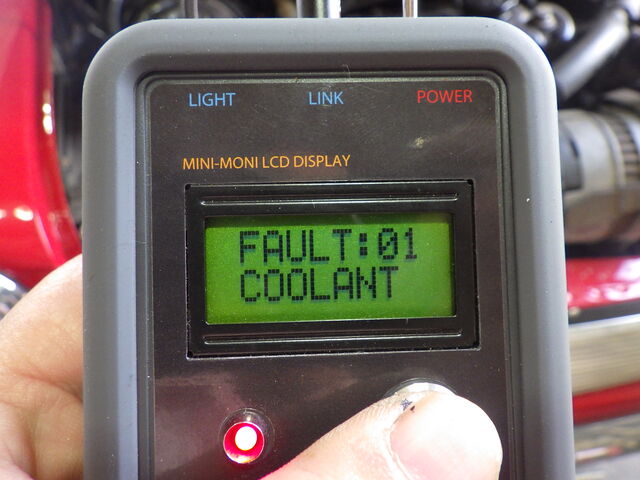 LIGHT LINK POWER
MINI-MONI LCD DISPLAY
FAULT:01
COOLANT